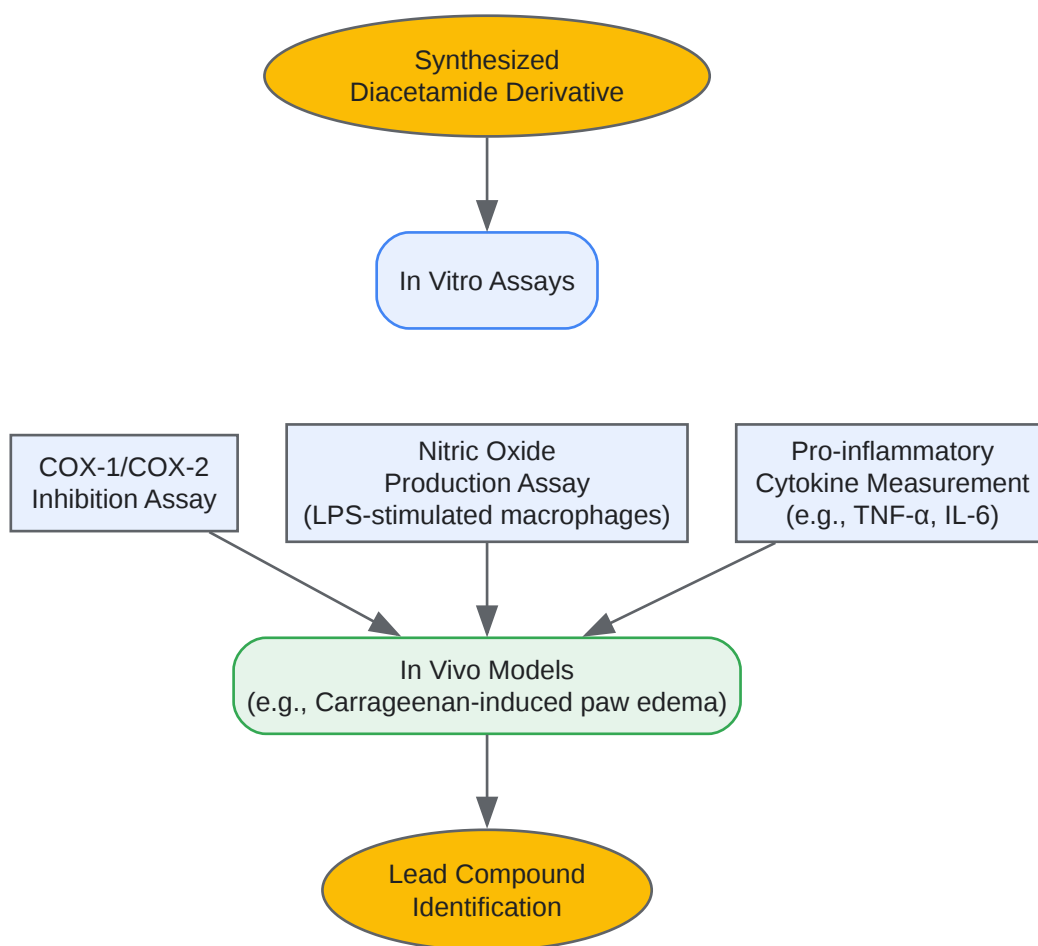 Synthesized
Diacetamide Derivative
In Vitro Assays
COX-1/COX-2
Inhibition Assay
Nitric Oxide
Production Assay
(LPS-stimulated macrophages)
Pro-inflammatory
Cytokine Measurement
(e.g., TNF-α, IL-6)
In Vivo Models
(e.g., Carrageenan-induced paw edema)
Lead Compound
Identification